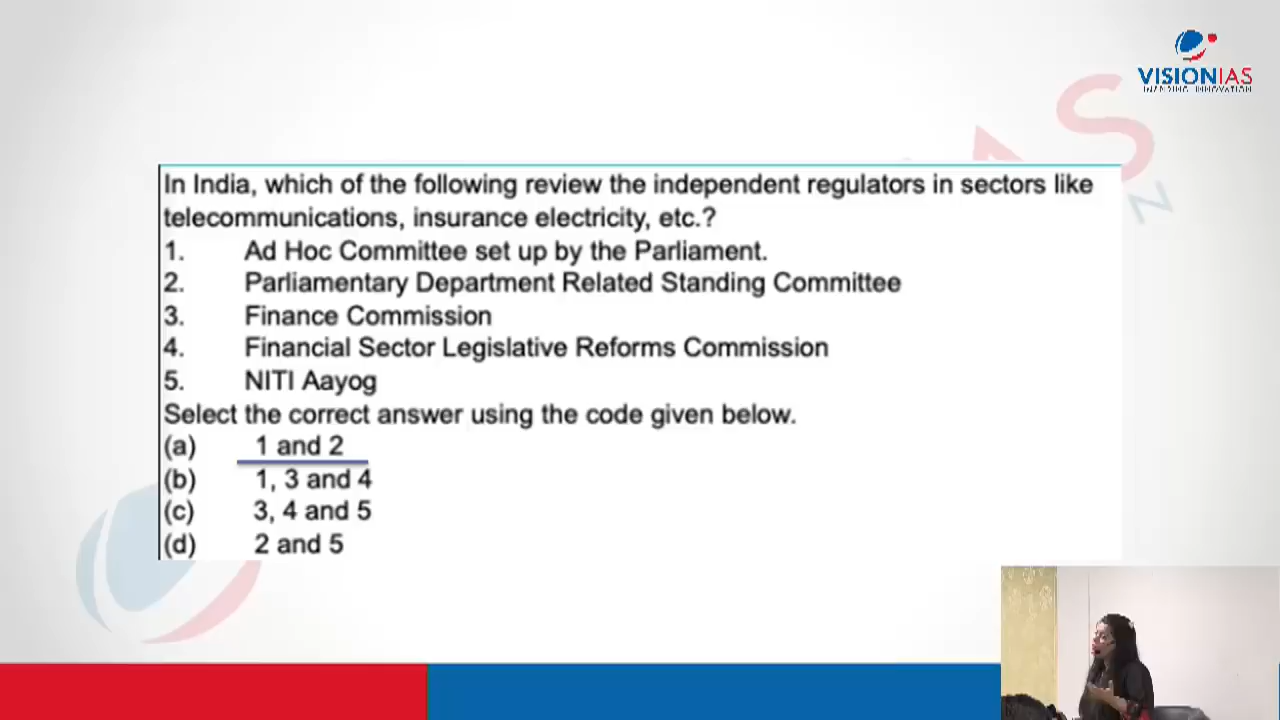 VISIONIAS
INSPIRING INNOVATION
In India, which of the following review the independent regulators in sectors like
telecommunications, insurance electricity, etc.?
1. Ad Hoc Committee set up by the Parliament.
2. Parliamentary Department Related Standing Committee
3. Finance Commission
4. Financial Sector Legislative Reforms Commission
5. NITI Aayog
Select the correct answer using the code given below.
(a) 1 and 2
(b) 1, 3 and 4
(c) 3, 4 and 5
(d) 2 and 5